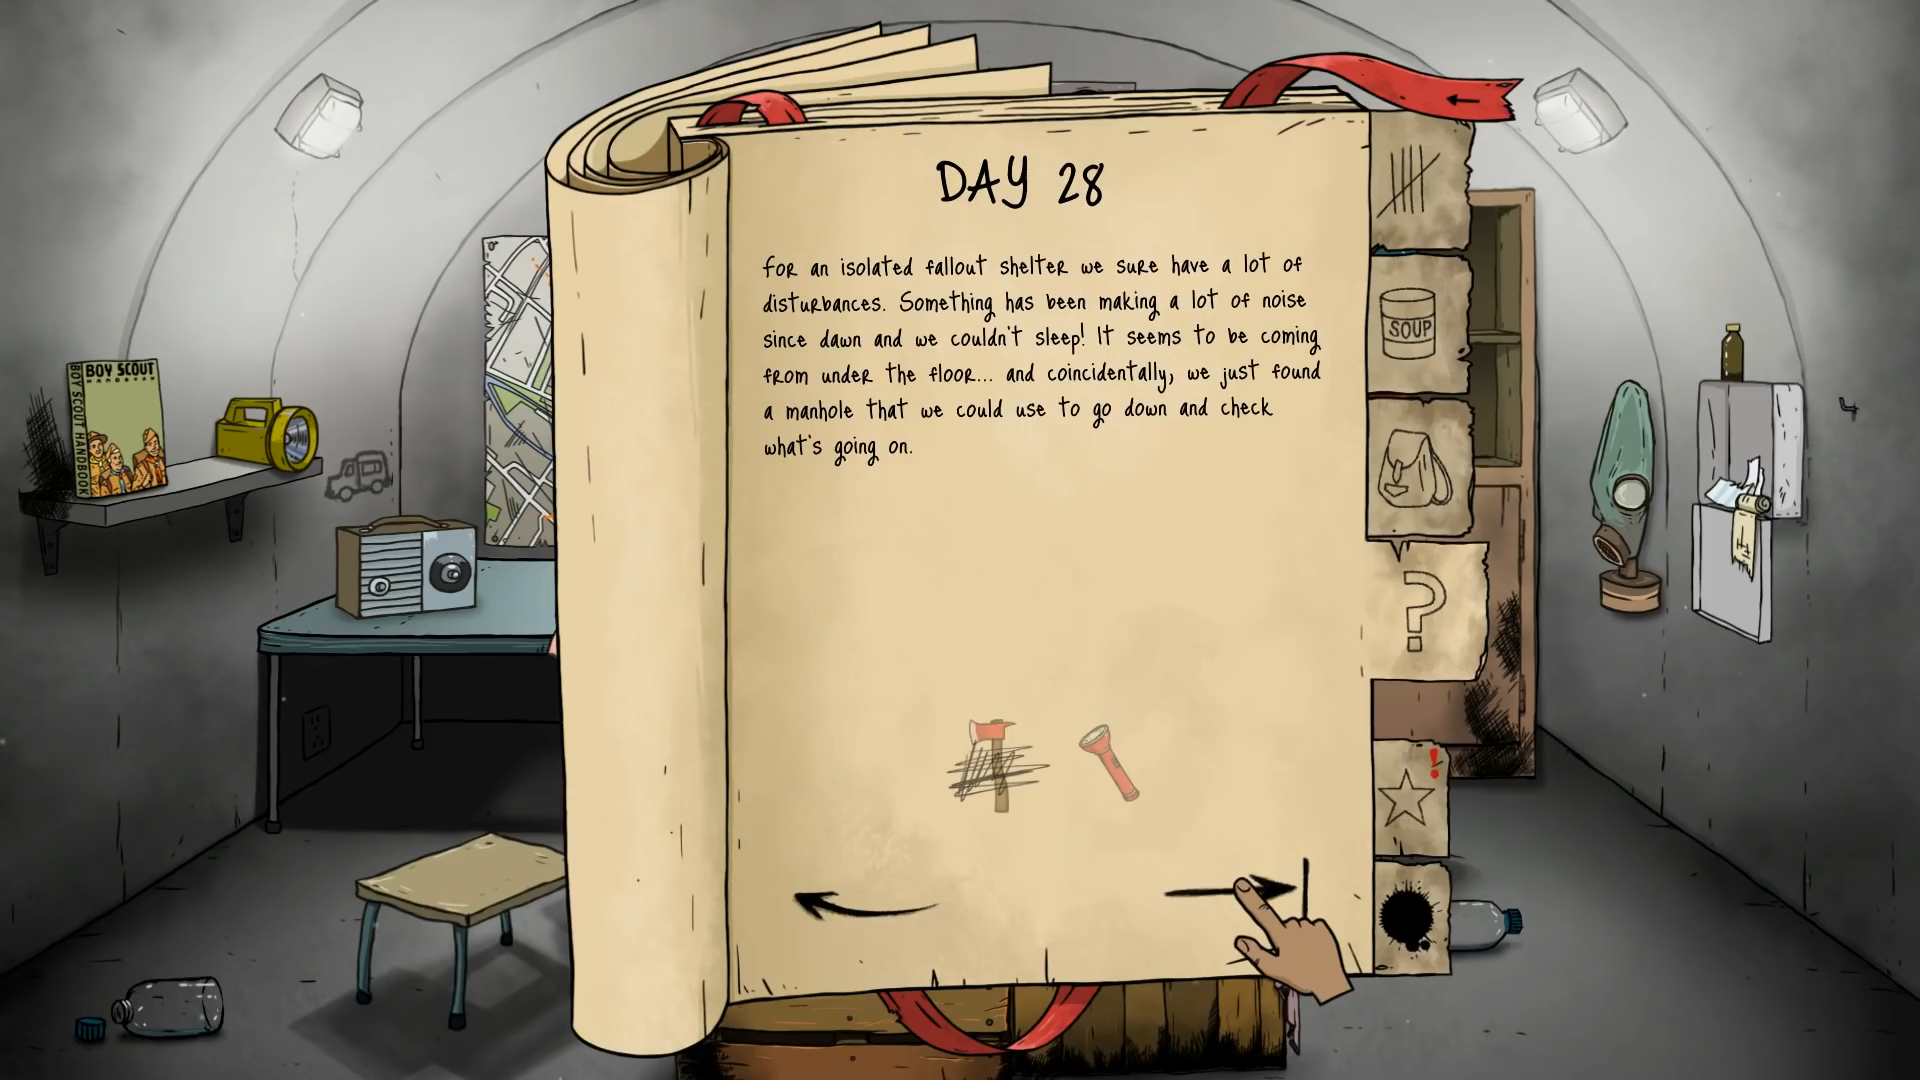 DAY 28
For an isolated fallout shelter we sure have a lot of
disturbances. Something has been making a lot of noise
since dawn and we couldn't sleep! It seems to be coming
from under the floor... and coincidentally, we just found
a manhole that we could use to go down and check
what's going on.
SOUP
BOY SCOUT
HANDBOOK
BOY SCOUT HANDBOOK
?
!